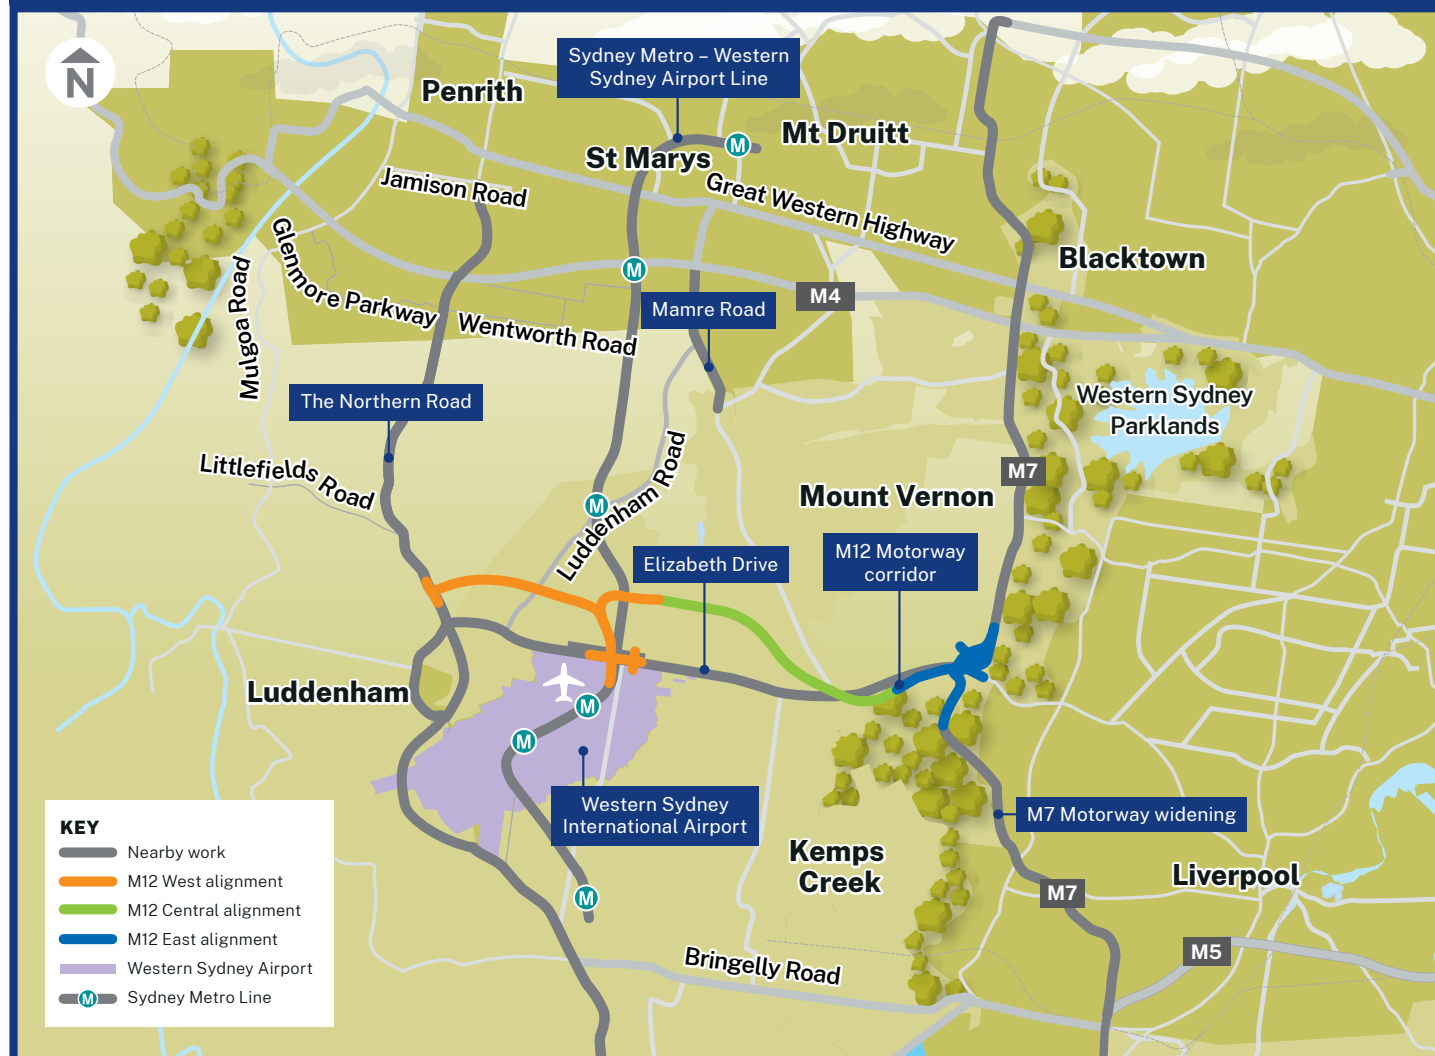 N
Sydney Metro – Western
Sydney Airport Line
Penrith
Mt Druitt
M
St Marys
Jamison Road
Great Western Highway
Glenmore Parkway
Blacktown
Mulgoa Road
M
M4
Mamre Road
Wentworth Road
The Northern Road
Western Sydney
Parklands
Littlefields Road
Luddenham Road
M7
Mount Vernon
M
Elizabeth Drive
M12 Motorway
corridor
Luddenham
M
M
Western Sydney
International Airport
M7 Motorway widening
KEY
Nearby work
M12 West alignment
M12 Central alignment
M12 East alignment
Western Sydney Airport
M
Sydney Metro Line
Kemps
Creek
Liverpool
M7
M
M5
Bringelly Road